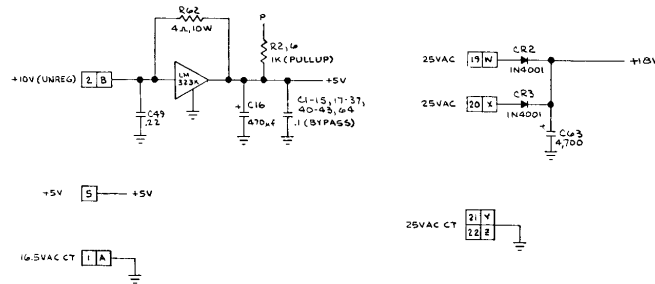 R62
4Ω, 10W
P
R2,6
1K (PULLUP)
+10V (UNREG) 2 B
LM
323K
+5V
C49
.22
+ C16
470µf
C1-15, 17-37,
40-43, 64
.1 (BYPASS)
25VAC 19 W
CR2
1N4001
+18V
25VAC 20 X
CR3
1N4001
+ C63
4,700
+5V 5 +5V
25VAC CT 21 Y
22 Z
16.5VAC CT 1 A